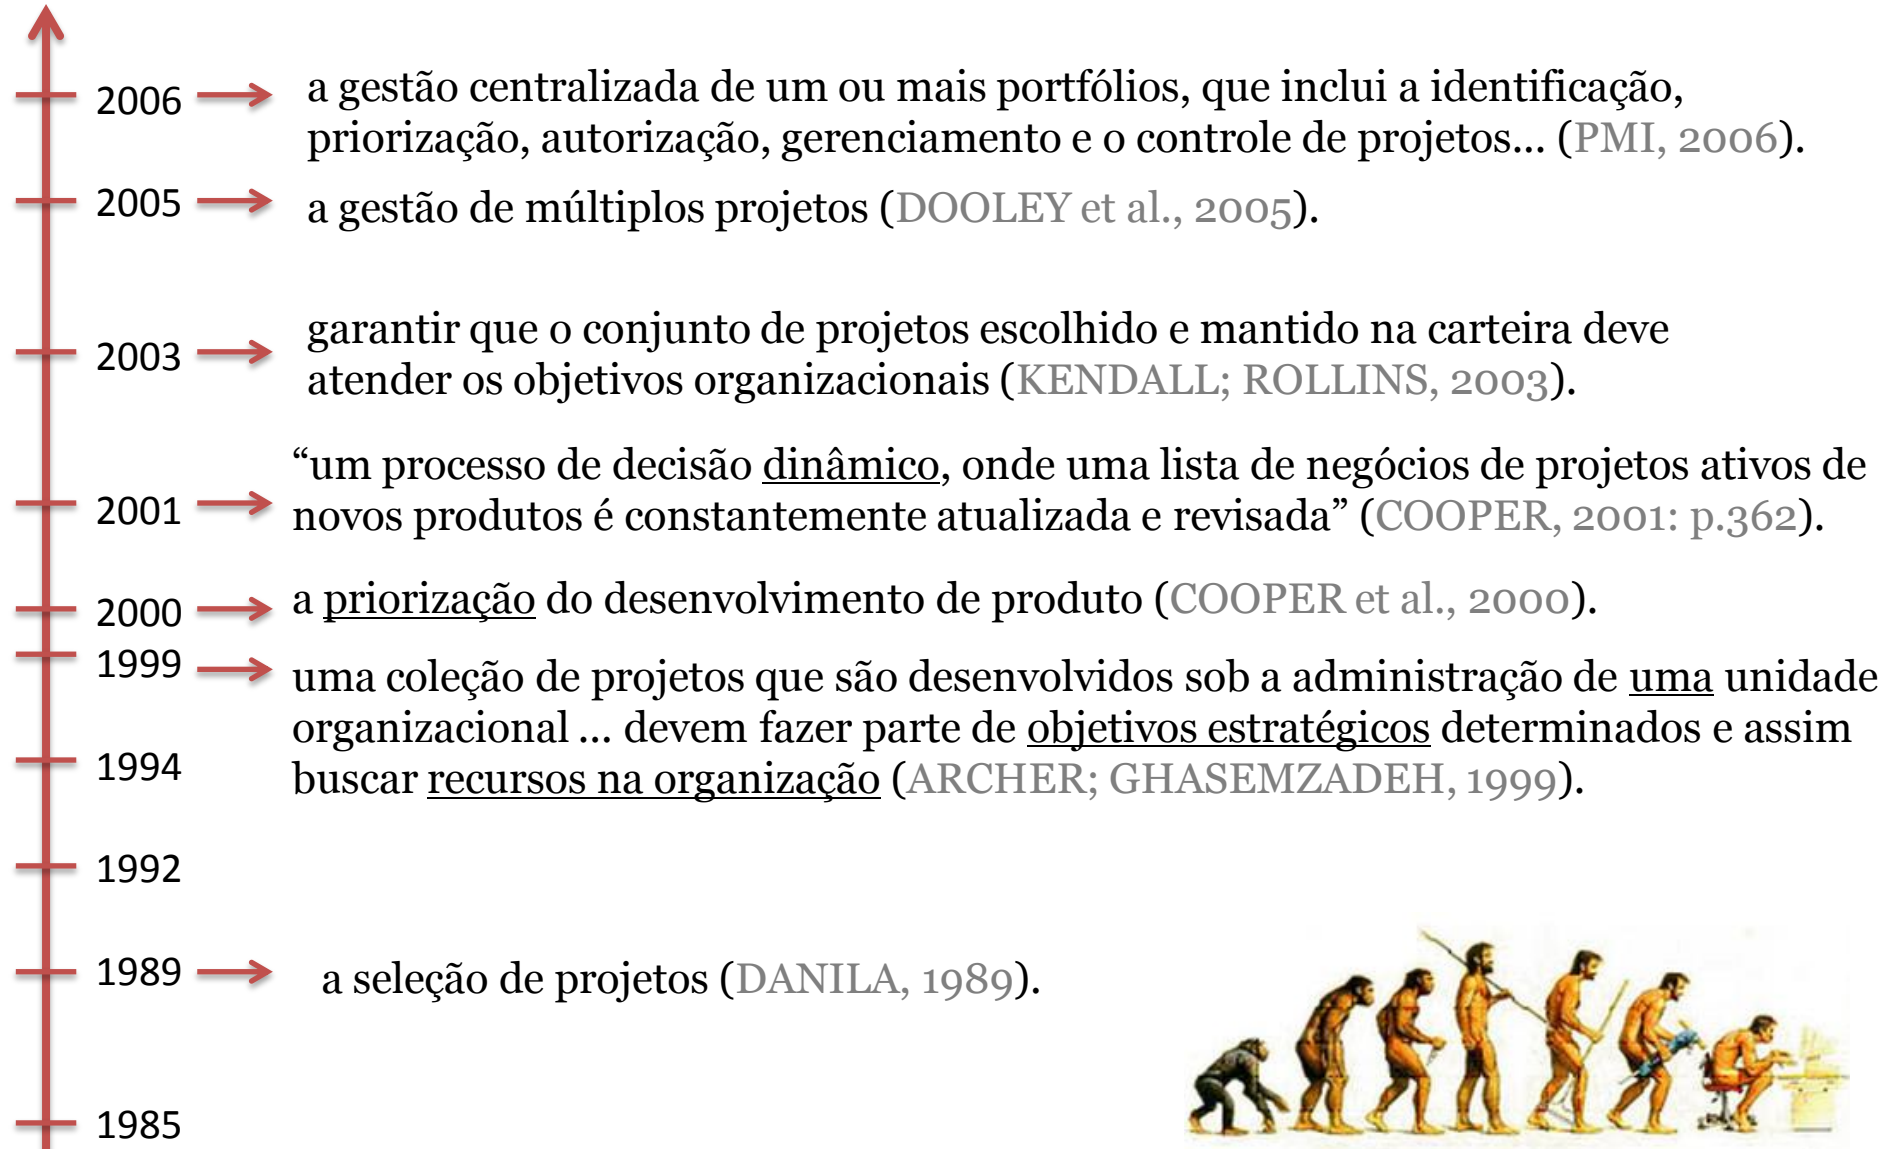 2006
a gestão centralizada de um ou mais portfólios, que inclui a identificação,
priorização, autorização, gerenciamento e o controle de projetos... (PMI, 2006).
2005
a gestão de múltiplos projetos (DOOLEY et al., 2005).
2003
garantir que o conjunto de projetos escolhido e mantido na carteira deve
atender os objetivos organizacionais (KENDALL; ROLLINS, 2003).
2001
“um processo de decisão dinâmico, onde uma lista de negócios de projetos ativos de
novos produtos é constantemente atualizada e revisada” (COOPER, 2001: p.362).
2000
a priorização do desenvolvimento de produto (COOPER et al., 2000).
1999
uma coleção de projetos que são desenvolvidos sob a administração de uma unidade
organizacional ... devem fazer parte de objetivos estratégicos determinados e assim
buscar recursos na organização (ARCHER; GHASEMZADEH, 1999).
1994
1992
1989
a seleção de projetos (DANILA, 1989).
1985